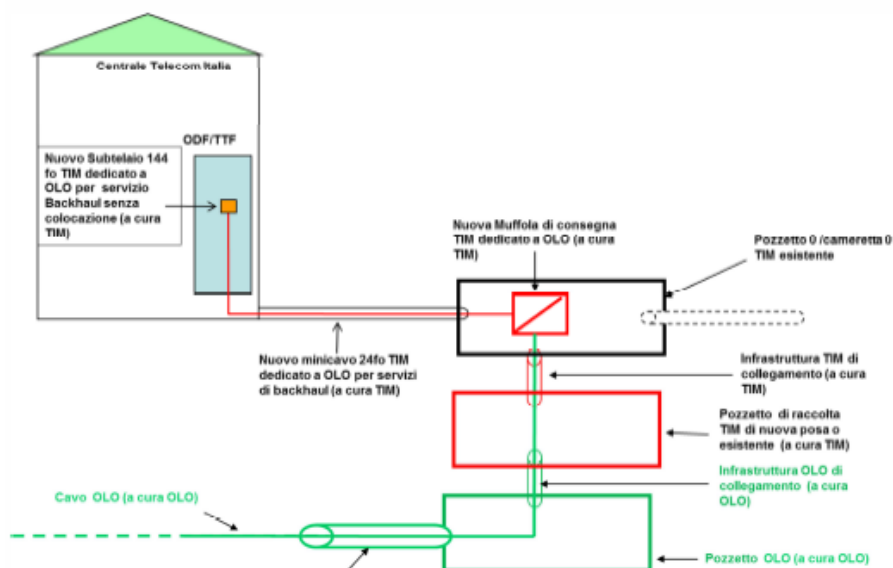 Centrale Telecom Italia
ODF/TTF
Nuovo Subtelaio 144
fo TIM dedicato a
OLO per servizio
Backhaul senza
colocazione (a cura
TIM)
Nuova Muffola di consegna
TIM dedicato a OLO (a cura
TIM)
Pozzetto 0 /cameretta 0
TIM esistente
Nuovo minicavo 24fo TIM
dedicato a OLO per servizi
di backhaul (a cura TIM)
Infrastruttura TIM di
collegamento (a cura
TIM)
Pozzetto di raccolta
TIM di nuova posa o
esistente (a cura TIM)
Infrastruttura OLO di
collegamento (a cura
OLO)
Cavo OLO (a cura OLO)
Pozzetto OLO (a cura OLO)